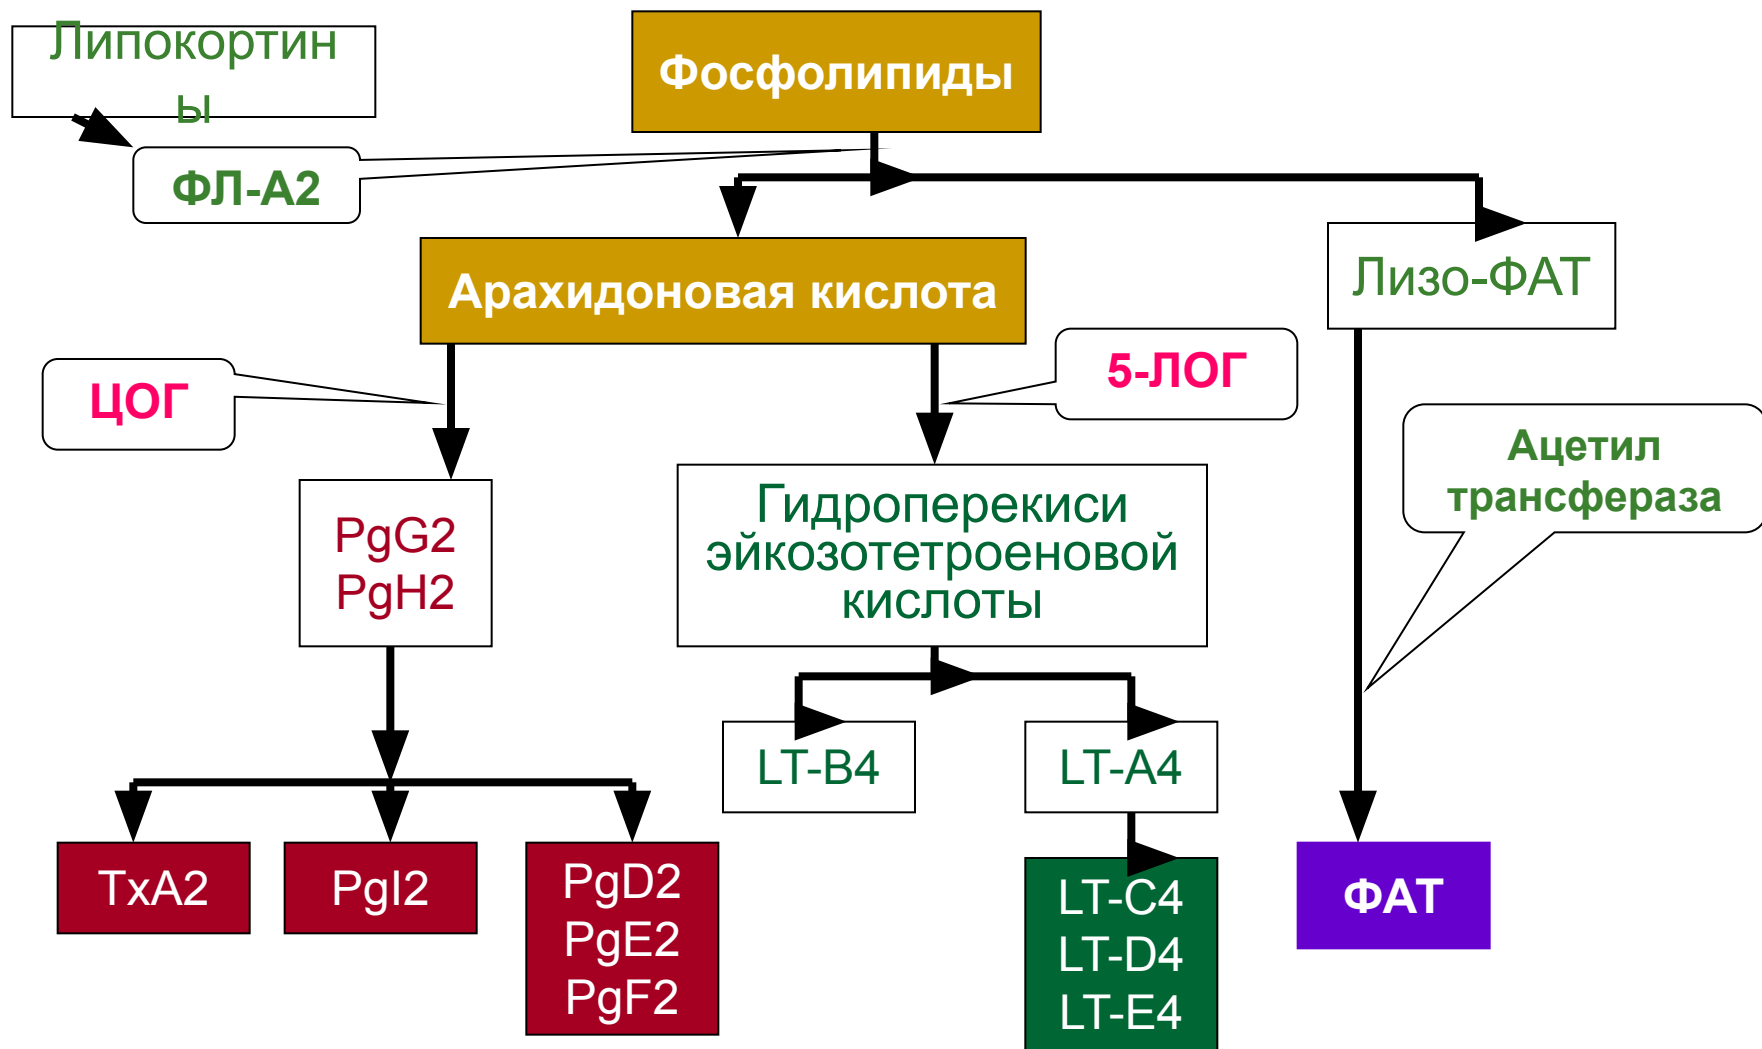 Липокортин
ы
Фосфолипиды
ФЛ-А2
Арахидоновая кислота
Лизо-ФАТ
ЦОГ
5-ЛОГ
Ацетил
трансфераза
PgG2
PgH2
Гидроперекиси
эйкозотетроеновой
кислоты
LT-B4
LT-A4
TxA2
PgI2
PgD2
PgE2
PgF2
LT-C4
LT-D4
LT-E4
ФАТ